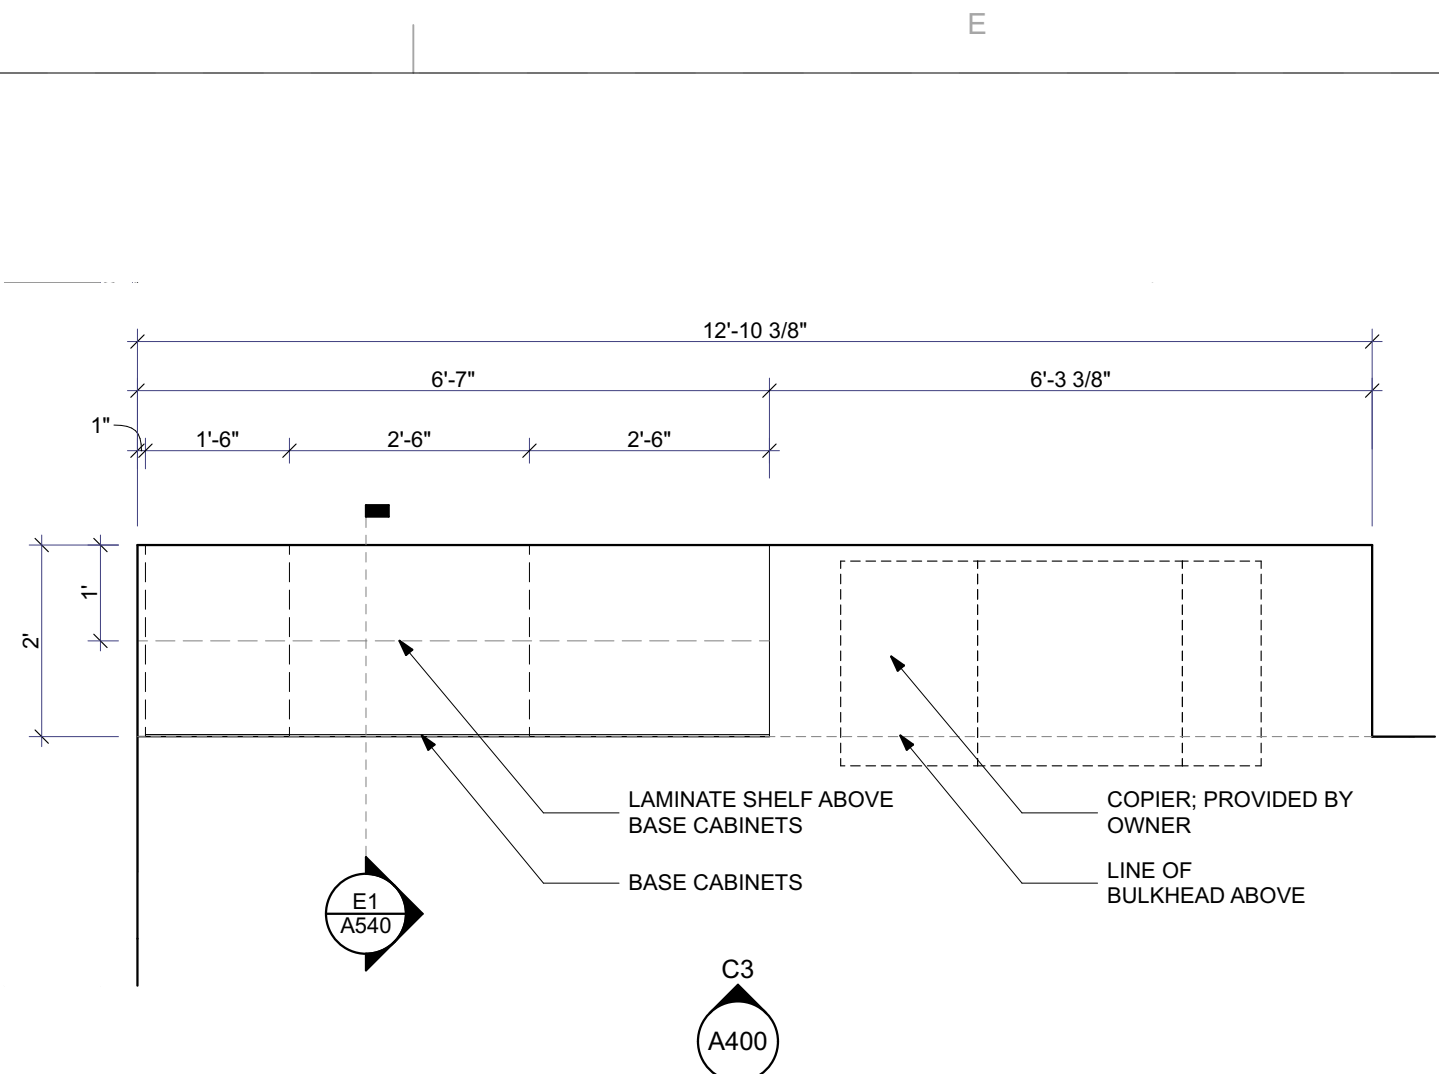 E
12'-10 3/8"
6'-7"
6'-3 3/8"
1"
1'-6"
2'-6"
2'-6"
1'
2'
LAMINATE SHELF ABOVE
BASE CABINETS
BASE CABINETS
COPIER; PROVIDED BY
OWNER
LINE OF
BULKHEAD ABOVE
E1
A540
C3
A400